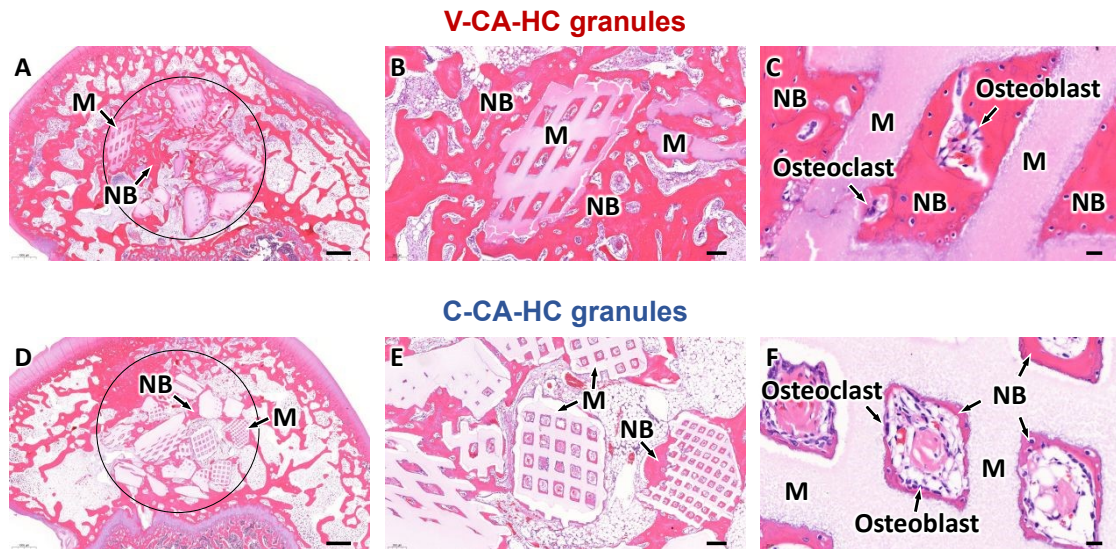 V-CA-HC granules
A
M
NB
B
NB
M
M
NB
C
NB
Osteoblast
M
Osteoclast
M
NB
NB
C-CA-HC granules
D
NB
M
E
M
NB
F
Osteoclast
NB
M
M
Osteoblast